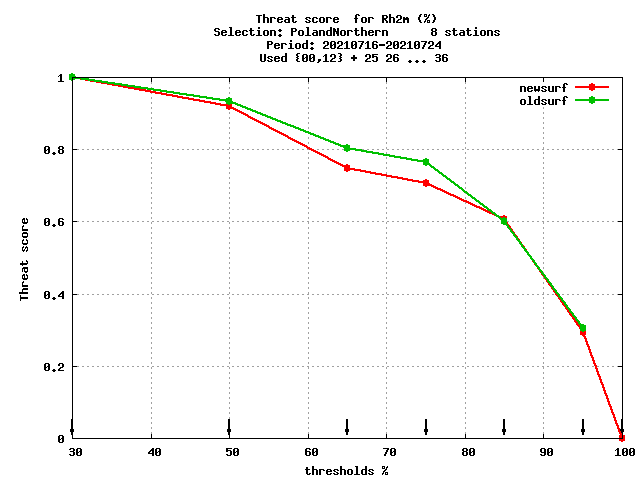 Threat score  for Rh2m (%)
Selection: PolandNorthern      8 stations
Period: 20210716-20210724
Used {00,12} + 25 26 ... 36
newsurf
oldsurf
1
0.8
0.6
0.4
0.2
0
Threat score
30 40 50 60 70 80 90 100
thresholds %